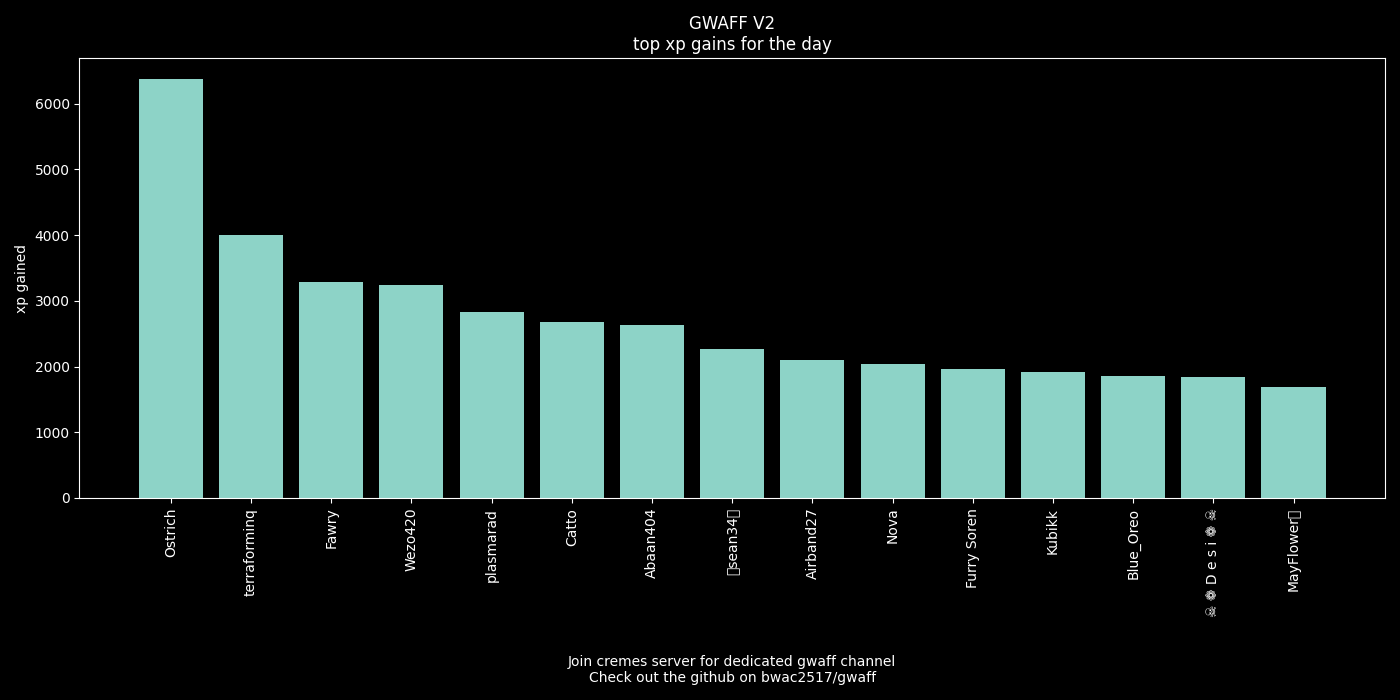 GWAFF V2
top xp gains for the day
xp gained
6000
5000
4000
3000
2000
1000
0
Ostrich
terraforminq
Fawry
Wezo420
plasmarad
Catto
Abaan404
▯sean34▯
Airband27
Nova
Furry Soren
Kubikk
Blue_Oreo
☠ ❁ D e s i ❁ ☠
MayFlower▯
Join cremes server for dedicated gwaff channel
Check out the github on bwac2517/gwaff